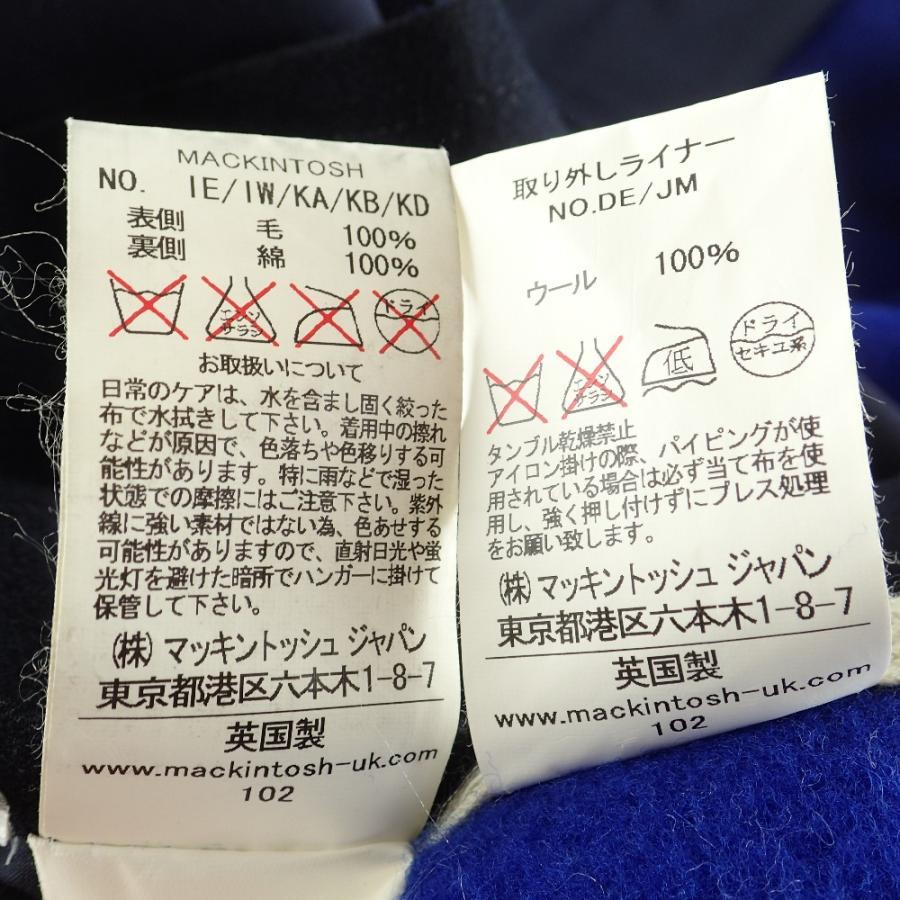 MACKINTOSH
NO. IE/IW/KA/KB/KD
表側 毛 100%
裏側 綿 100%
エンソ
サラシ
ドライ
お取扱いについて
日常のケアは、水を含まし固く絞った
布で水拭きして下さい。着用中の擦れ
などが原因で、色落ちや色移りする可
能性があります。特に雨などで湿った
状態での摩擦にはご注意下さい。紫外
線に強い素材ではない為、色あせする
可能性がありますので、直射日光や蛍
光灯を避けた暗所でハンガーに掛けて
保管して下さい。
(株)マッキントッシュ ジャパン
東京都港区六本木1-8-7
英国製
www.mackintosh-uk.com
102
取り外しライナー
NO.DE/JM
ウール 100%
エンソ
サラシ
低
ドライ
セキユ系
タンブル乾燥禁止
アイロン掛けの際、パイピングが使
用されている場合は必ず当て布を使
用し、強く押し付けずにプレス処理
をお願い致します。
(株)マッキントッシュ ジャパン
東京都港区六本木1-8-7
英国製
www.mackintosh-uk.com
102